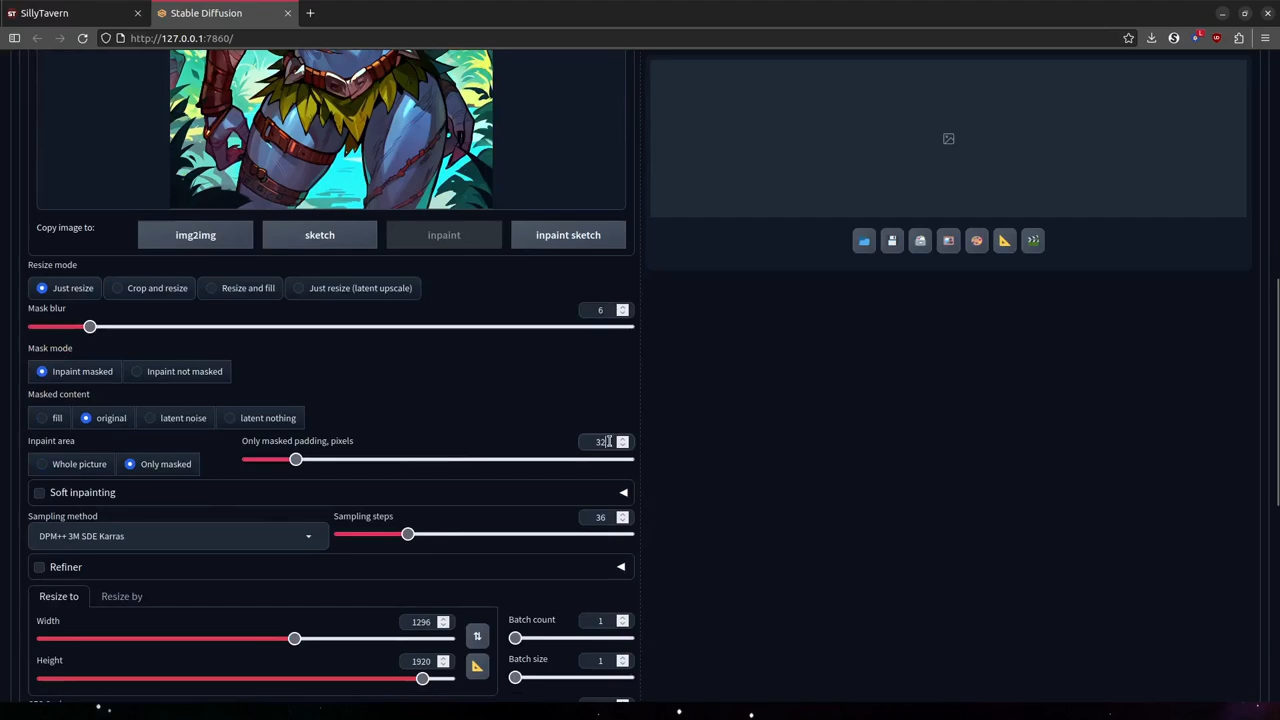 SillyTavern
Stable Diffusion
http://127.0.0.1:7860/
Copy image to:
img2img
sketch
inpaint
inpaint sketch
Resize mode
Just resize
Crop and resize
Resize and fill
Just resize (latent upscale)
Mask blur
6
Mask mode
Inpaint masked
Inpaint not masked
Masked content
fill
original
latent noise
latent nothing
Inpaint area
Only masked padding, pixels
32
Whole picture
Only masked
Soft inpainting
Sampling method
Sampling steps
36
DPM++ 3M SDE Karras
Refiner
Resize to
Resize by
Width
1296
Batch count
1
Height
1920
Batch size
1